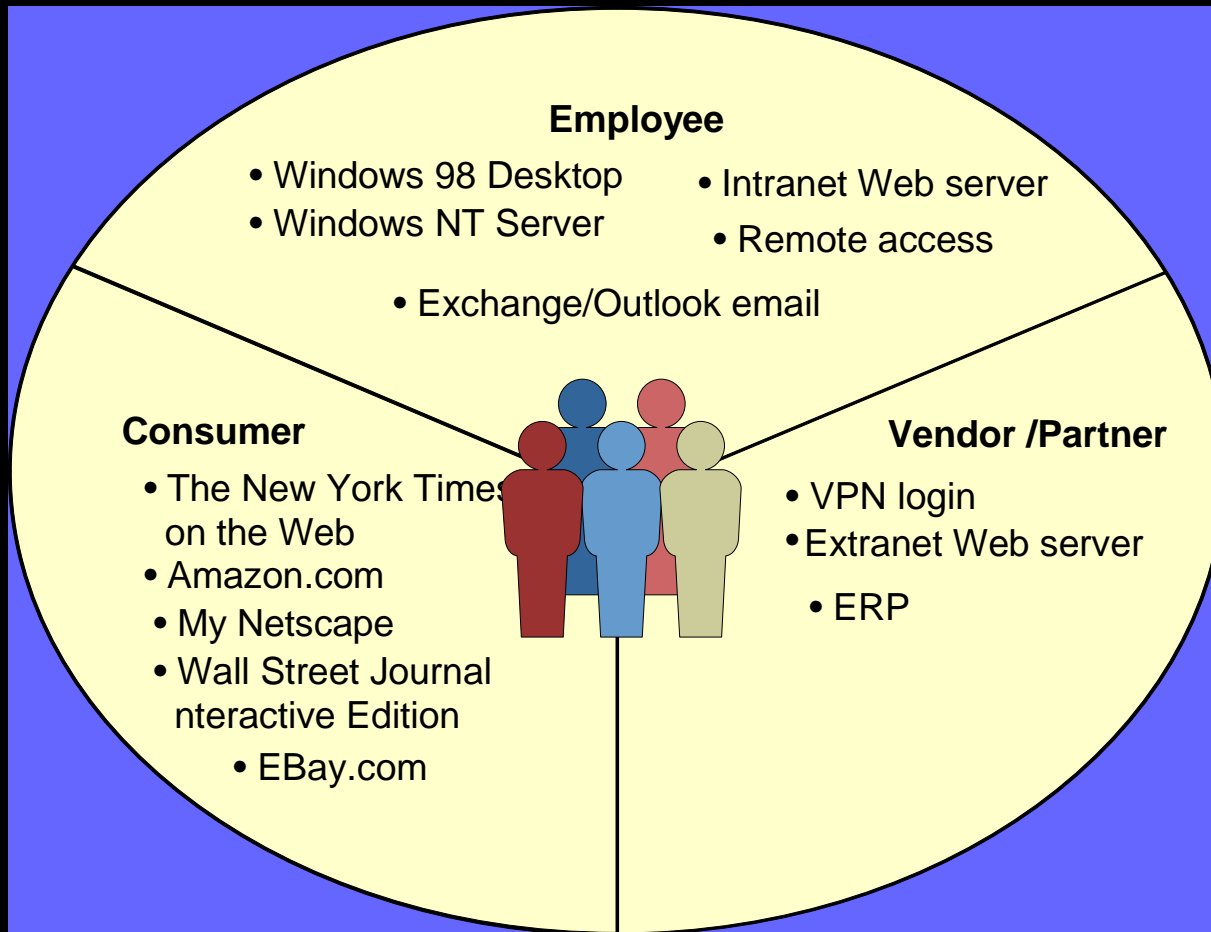 Employee
• Windows 98 Desktop
• Windows NT Server
• Intranet Web server
• Remote access
• Exchange/Outlook email
Consumer
• The New York Times
on the Web
• Amazon.com
• My Netscape
• Wall Street Journal
nteractive Edition
• EBay.com
Vendor /Partner
• VPN login
• Extranet Web server
• ERP